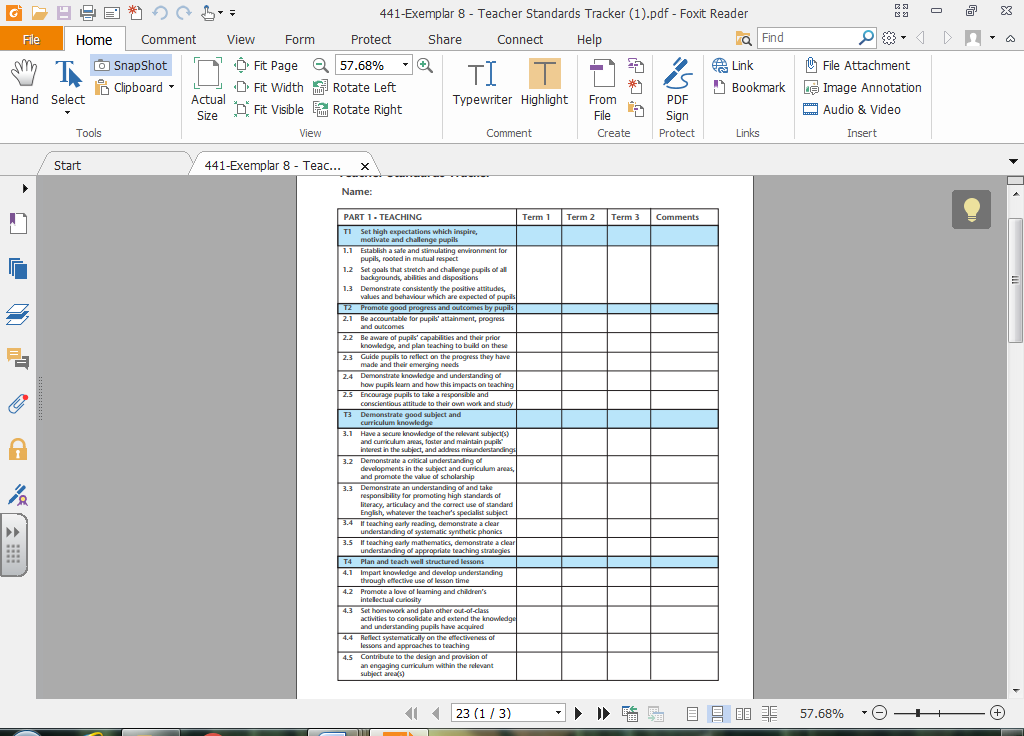 441-Exemplar 8 - Teacher Standards Tracker (1).pdf - Foxit Reader
File Home Comment View Form Protect Share Connect Help Find
Hand Select SnapShot Clipboard Actual Size Fit Page Fit Width Fit Visible 57.68% Rotate Left Rotate Right Typewriter Highlight From File PDF Sign Link Bookmark File Attachment Image Annotation Audio & Video
Tools View Comment Create Protect Links Insert
Start 441-Exemplar 8 - Teac... x
Teacher Standards Tracker
Name:
PART 1 • TEACHING Term 1 Term 2 Term 3 Comments
T1 Set high expectations which inspire,
motivate and challenge pupils
1.1 Establish a safe and stimulating environment for
pupils, rooted in mutual respect
1.2 Set goals that stretch and challenge pupils of all
backgrounds, abilities and dispositions
1.3 Demonstrate consistently the positive attitudes,
values and behaviour which are expected of pupils
T2 Promote good progress and outcomes by pupils
2.1 Be accountable for pupils' attainment, progress
and outcomes
2.2 Be aware of pupils' capabilities and their prior
knowledge, and plan teaching to build on these
2.3 Guide pupils to reflect on the progress they have
made and their emerging needs
2.4 Demonstrate knowledge and understanding of
how pupils learn and how this impacts on teaching
2.5 Encourage pupils to take a responsible and
conscientious attitude to their own work and study
T3 Demonstrate good subject and
curriculum knowledge
3.1 Have a secure knowledge of the relevant subject(s)
and curriculum areas, foster and maintain pupils'
interest in the subject, and address misunderstandings
3.2 Demonstrate a critical understanding of
developments in the subject and curriculum areas,
and promote the value of scholarship
3.3 Demonstrate an understanding of and take
responsibility for promoting high standards of
literacy, articulacy and the correct use of standard
English, whatever the teacher's specialist subject
3.4 If teaching early reading, demonstrate a clear
understanding of systematic synthetic phonics
3.5 If teaching early mathematics, demonstrate a clear
understanding of appropriate teaching strategies
T4 Plan and teach well structured lessons
4.1 Impart knowledge and develop understanding
through effective use of lesson time
4.2 Promote a love of learning and children's
intellectual curiosity
4.3 Set homework and plan other out-of-class
activities to consolidate and extend the knowledge
and understanding pupils have acquired
4.4 Reflect systematically on the effectiveness of
lessons and approaches to teaching
4.5 Contribute to the design and provision of
an engaging curriculum within the relevant
subject area(s)
23 (1 / 3) 57.68%